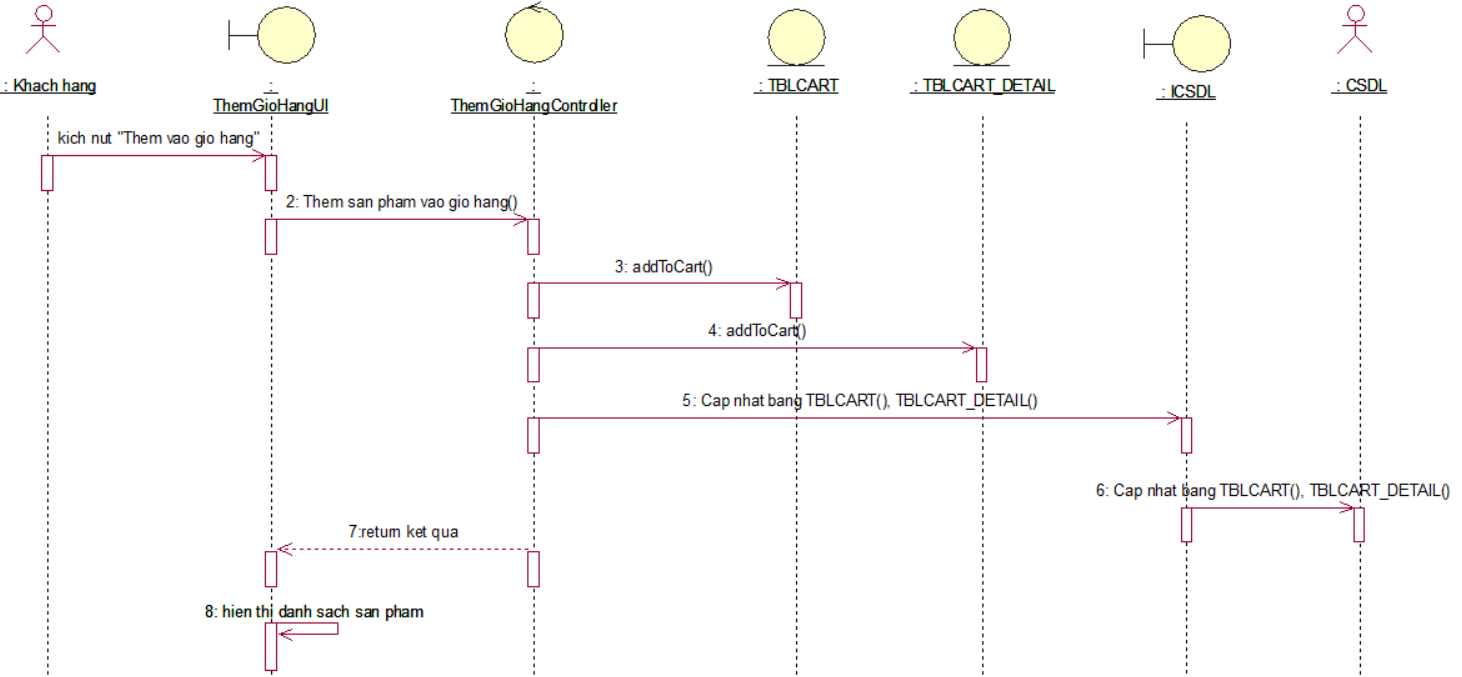 : Khach hang
:
ThemGioHangUI
:
ThemGioHangController
: TBLCART
: TBLCART_DETAIL
: ICSDL
: CSDL
kich nut "Them vao gio hang"
2: Them san pham vao gio hang()
3: addToCart()
4: addToCart()
5: Cap nhat bang TBLCART(), TBLCART_DETAIL()
6: Cap nhat bang TBLCART(), TBLCART_DETAIL()
7:return ket qua
8: hien thi danh sach san pham